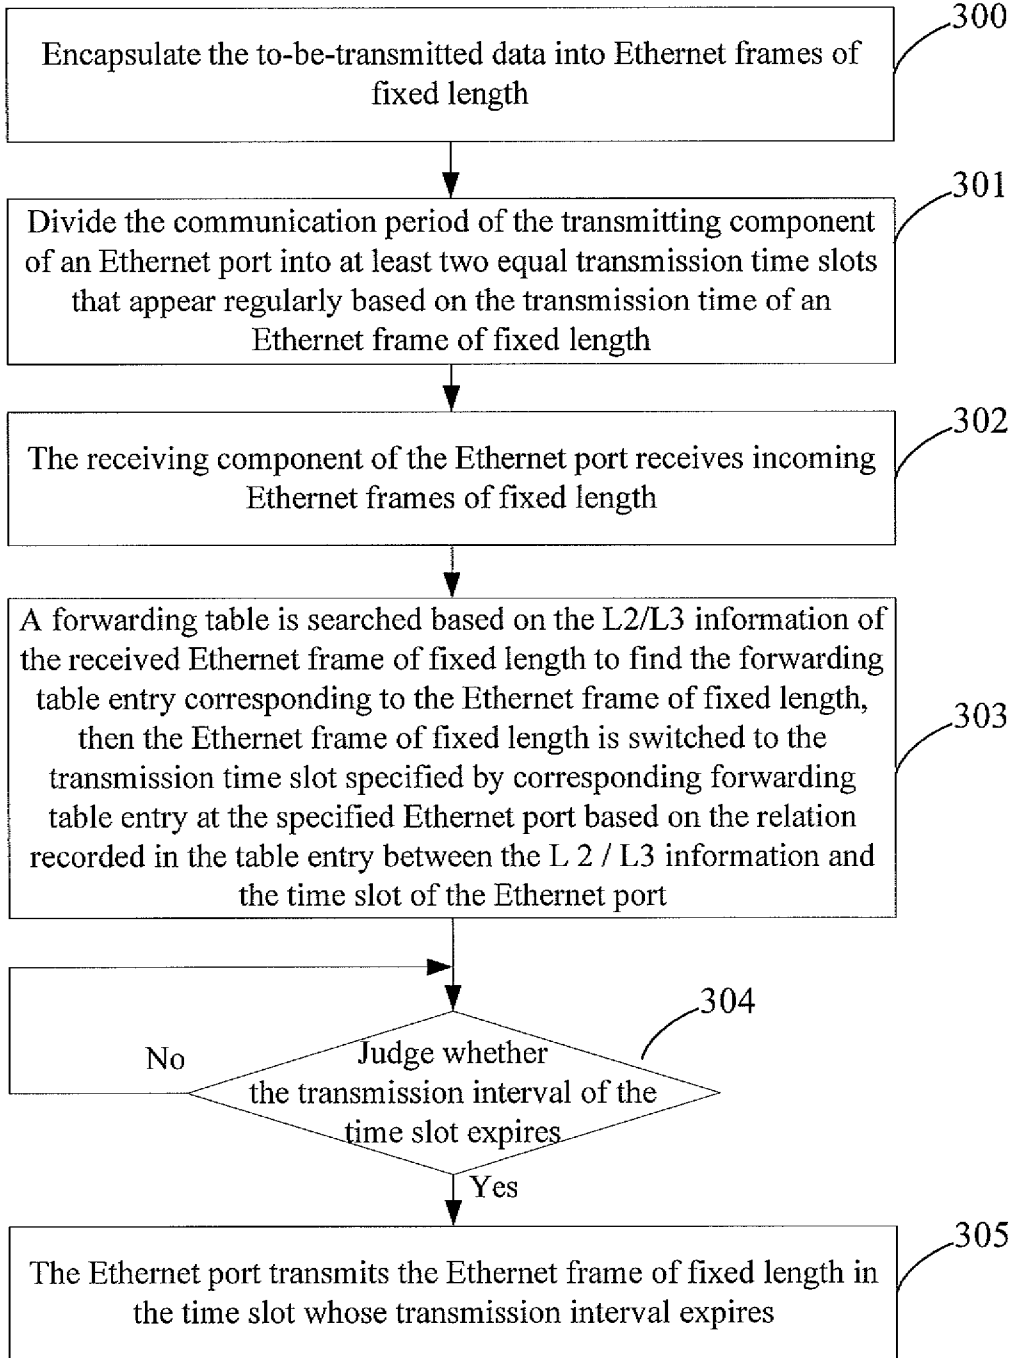 300
Encapsulate the to-be-transmitted data into Ethernet frames of
fixed length
301
Divide the communication period of the transmitting component
of an Ethernet port into at least two equal transmission time slots
that appear regularly based on the transmission time of an
Ethernet frame of fixed length
302
The receiving component of the Ethernet port receives incoming
Ethernet frames of fixed length
A forwarding table is searched based on the L2/L3 information of
the received Ethernet frame of fixed length to find the forwarding
table entry corresponding to the Ethernet frame of fixed length,
303
then the Ethernet frame of fixed length is switched to the
transmission time slot specified by corresponding forwarding
table entry at the specified Ethernet port based on the relation
recorded in the table entry between the L 2 / L3 information and
the time slot of the Ethernet port
304
No
Judge whether
the transmission interval of the
time slot expires
Yes
305
The Ethernet port transmits the Ethernet frame of fixed length in
the time slot whose transmission interval expires